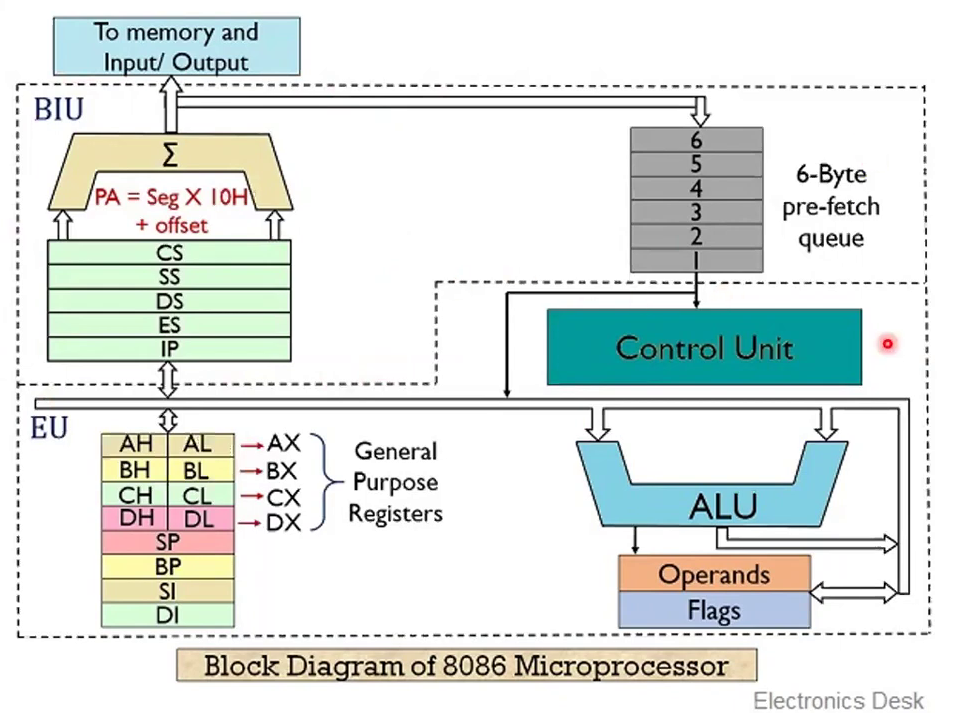 To memory and
Input/ Output
BIU
Σ
PA = Seg X 10H
+ offset
CS
SS
DS
ES
IP
6
5
4
3
2
1
6-Byte
pre-fetch
queue
Control Unit
EU
AH AL AX
BH BL BX
CH CL CX
DH DL DX
SP
BP
SI
DI
General
Purpose
Registers
ALU
Operands
Flags
Block Diagram of 8086 Microprocessor
Electronics Desk